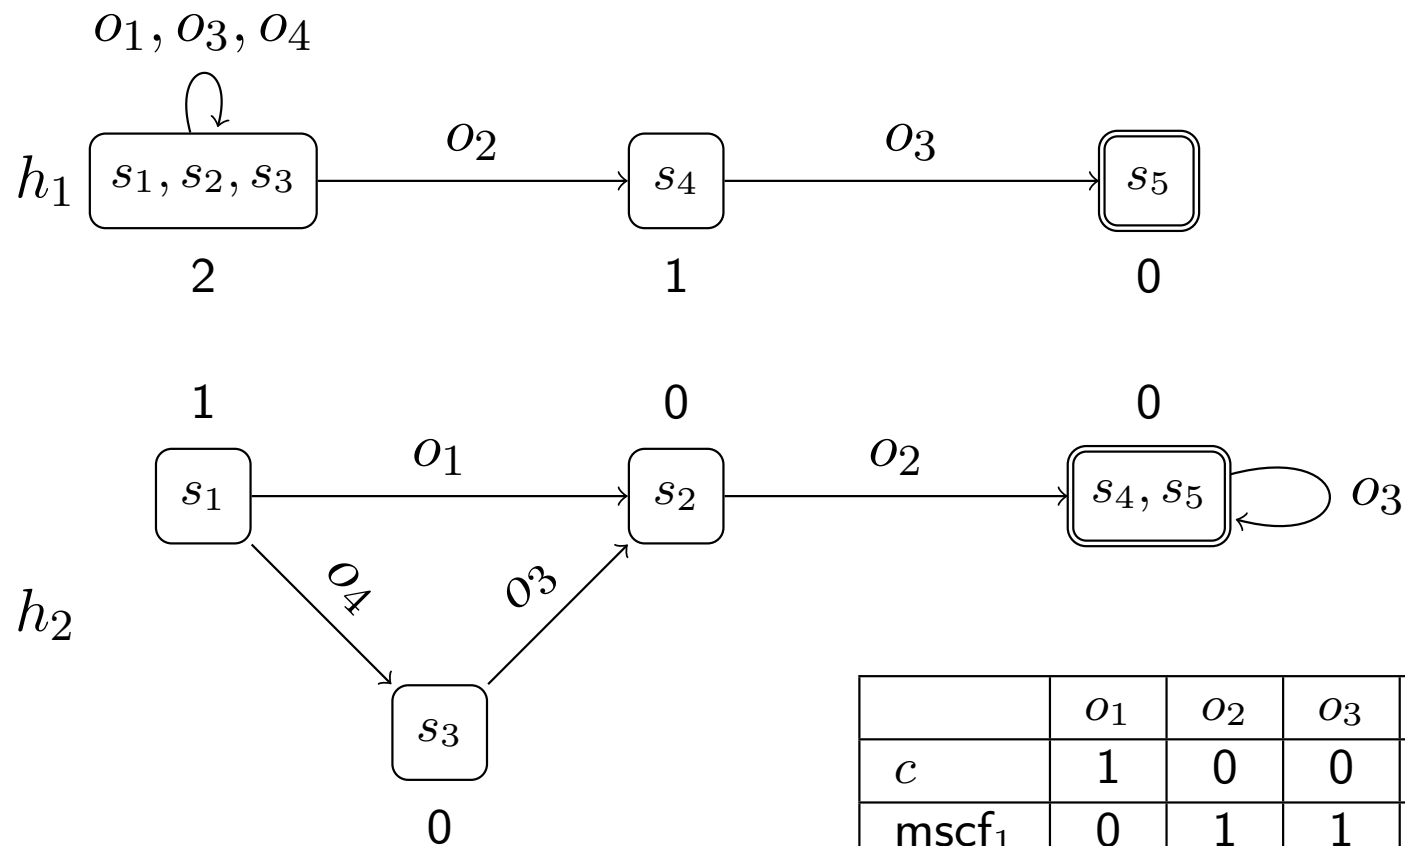 o₁, o₃, o₄
h₁ s₁, s₂, s₃ o₂ s₄ o₃ s₅
2 1 0
1 0 0
s₁ o₁ s₂ o₂ s₄, s₅ o₃
o₄ o₃
h₂
s₃
0
o₁ o₂ o₃
c 1 0 0
mscf₁ 0 1 1